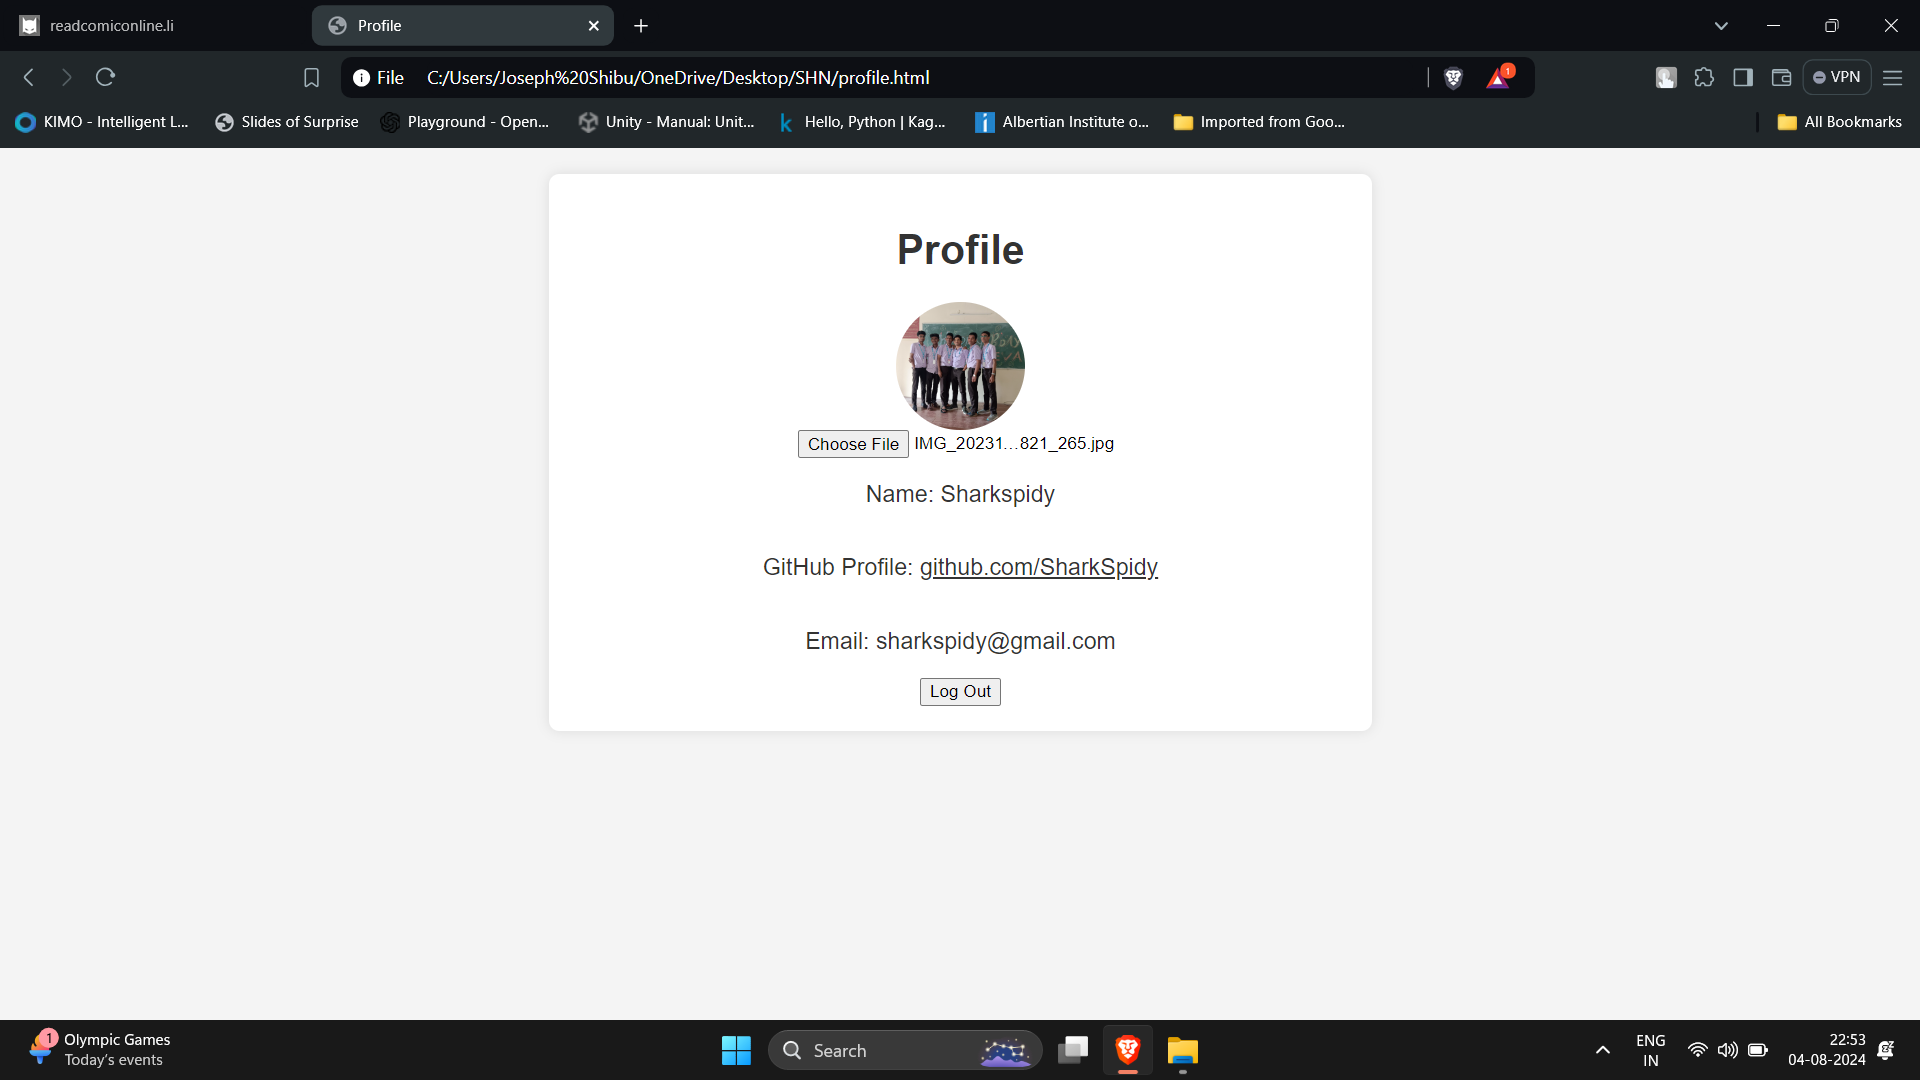 readcomiconline.li
Profile
File C:/Users/Joseph%20Shibu/OneDrive/Desktop/SHN/profile.html
1
VPN
KIMO - Intelligent L...
Slides of Surprise
Playground - Open...
Unity - Manual: Unit...
Hello, Python | Kag...
Albertian Institute o...
Imported from Goo...
All Bookmarks
Profile
Choose File IMG_20231...821_265.jpg
Name: Sharkspidy
GitHub Profile: github.com/SharkSpidy
Email: sharkspidy@gmail.com
Log Out
1
Olympic Games
Today's events
Search
ENG
IN
22:53
04-08-2024